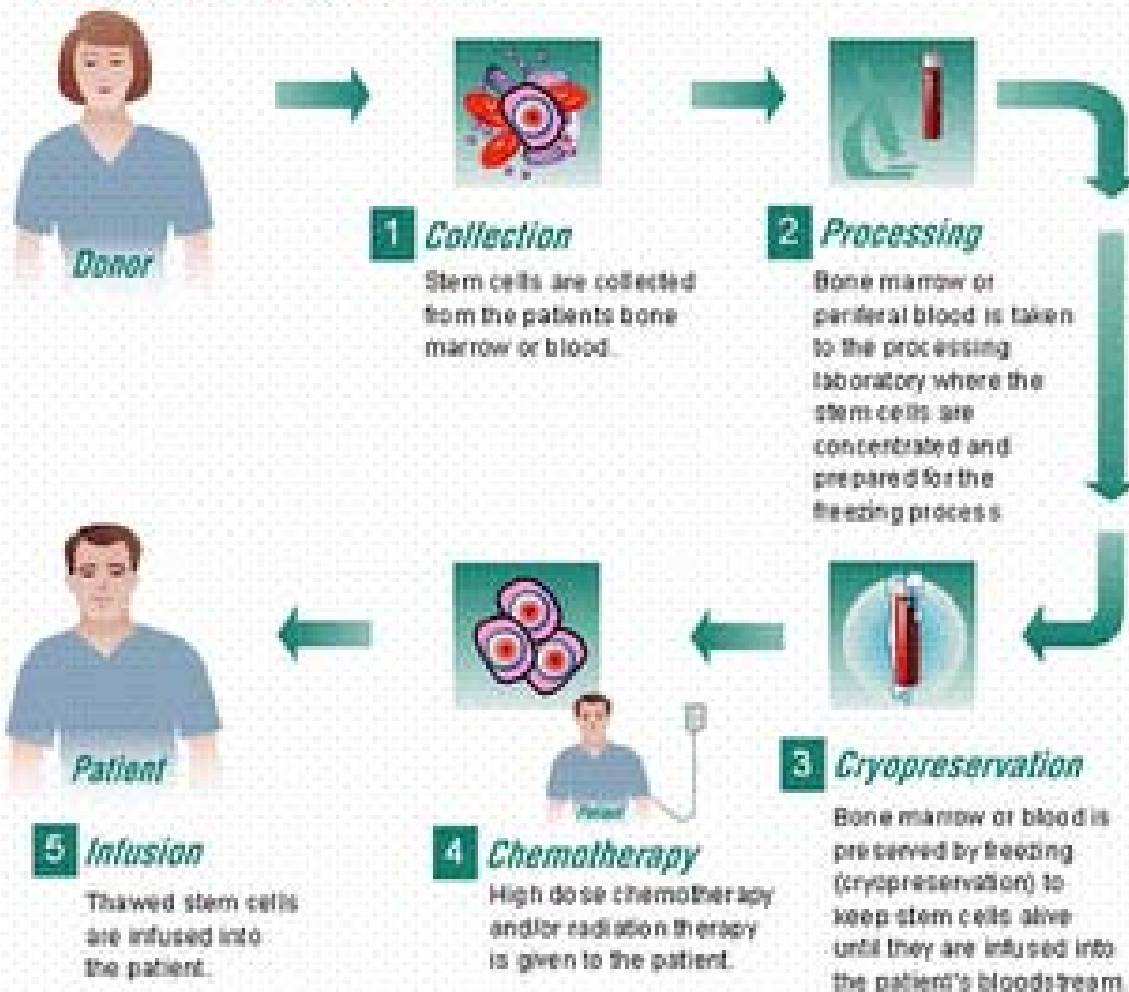 Donor
1 Collection
Stem cells are collected
from the patients bone
marrow or blood.
2 Processing
Bone marrow or
periferal blood is taken
to the processing
laboratory where the
stem cells are
concentrated and
prepared for the
freezing process
3 Cryopreservation
Bone marrow or blood is
preserved by freezing
(cryopreservation) to
keep stem cells alive
until they are infused into
the patient's bloodstream
Patient
4 Chemotherapy
High dose chemotherapy
and/or radiation therapy
is given to the patient.
Patient
5 Infusion
Thawed stem cells
are infused into
the patient.